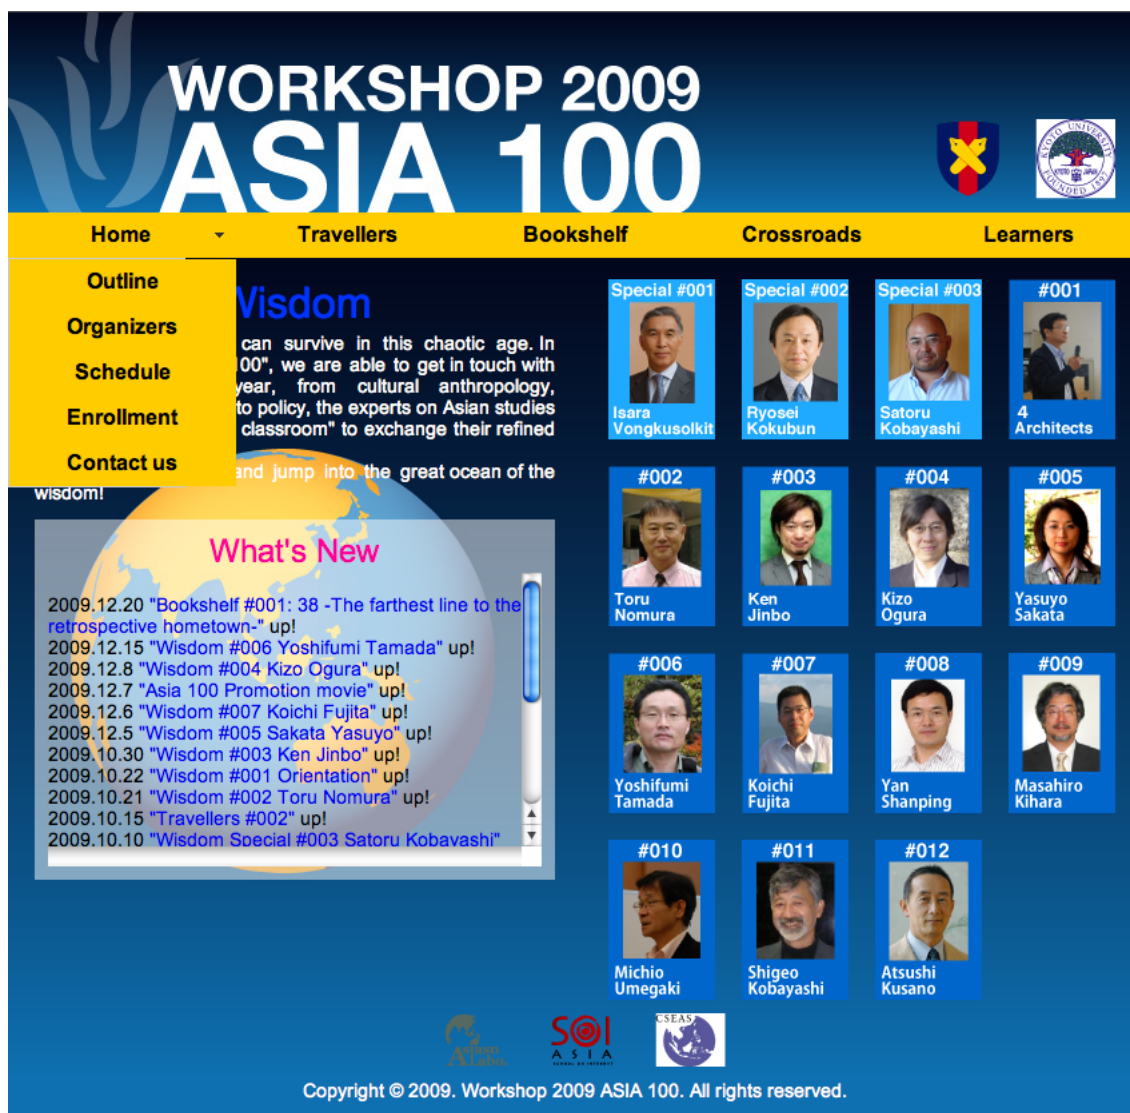 WORKSHOP 2009
ASIA 100
KYOTO UNIVERSITY
FOUNDED 1897
KYOTO JAPAN
Home
Travellers
Bookshelf
Crossroads
Learners
Outline
Organizers
Schedule
Enrollment
Contact us
Wisdom
can survive in this chaotic age. In
100", we are able to get in touch with
year, from cultural anthropology,
to policy, the experts on Asian studies
classroom" to exchange their refined
and jump into the great ocean of the
wisdom!
What's New
2009.12.20 "Bookshelf #001: 38 -The farthest line to the
retrospective hometown-" up!
2009.12.15 "Wisdom #006 Yoshifumi Tamada" up!
2009.12.8 "Wisdom #004 Kizo Ogura" up!
2009.12.7 "Asia 100 Promotion movie" up!
2009.12.6 "Wisdom #007 Koichi Fujita" up!
2009.12.5 "Wisdom #005 Sakata Yasuyo" up!
2009.10.30 "Wisdom #003 Ken Jinbo" up!
2009.10.22 "Wisdom #001 Orientation" up!
2009.10.21 "Wisdom #002 Toru Nomura" up!
2009.10.15 "Travellers #002" up!
2009.10.10 "Wisdom Special #003 Satoru Kobayashi"
Special #001
Isara
Vongkusolkit
Special #002
Ryosei
Kokubun
Special #003
Satoru
Kobayashi
#001
4
Architects
#002
Toru
Nomura
#003
Ken
Jinbo
#004
Kizo
Ogura
#005
Yasuyo
Sakata
#006
Yoshifumi
Tamada
#007
Koichi
Fujita
#008
Yan
Shanping
#009
Masahiro
Kihara
#010
Michio
Umegaki
#011
Shigeo
Kobayashi
#012
Atsushi
Kusano
SOI
ASIA
SCHOOL ON INTERNET
CSEAS
Copyright © 2009. Workshop 2009 ASIA 100. All rights reserved.